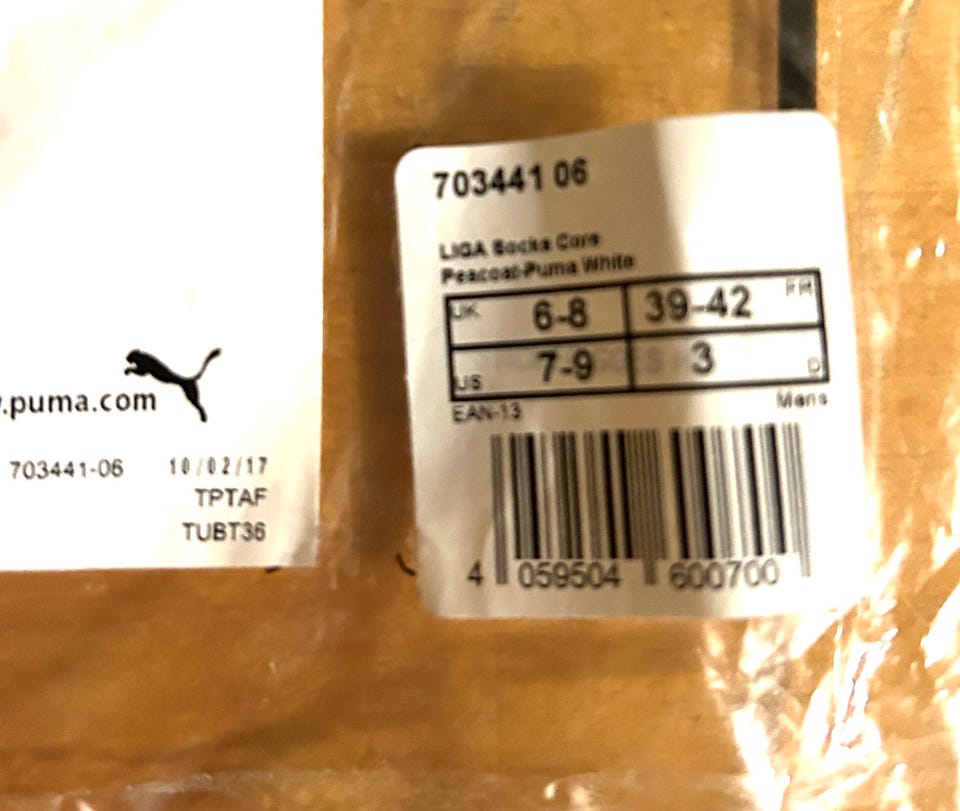 703441 06
LIGA Socks Core
Peacoat-Puma White
UK 6-8 39-42 FR
US 7-9 3 D
EAN-13 Mens
4 059504 600700
.puma.com
703441-06 10/02/17
TPTAF
TUBT36